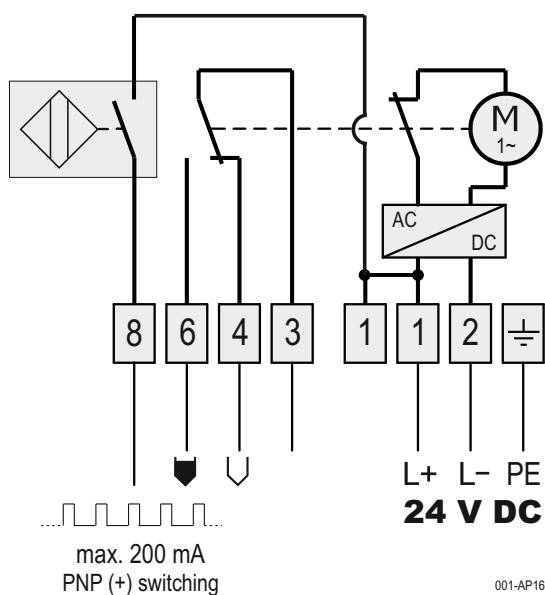 M
1~
AC
DC
8 6 4 3 1 1 2
L+ L– PE
24 V DC
max. 200 mA
PNP (+) switching
001-AP16